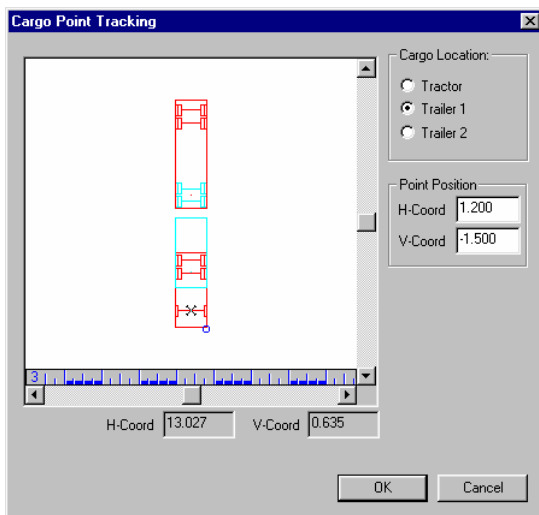 Cargo Point Tracking
Cargo Location:
Tractor
Trailer 1
Trailer 2
Point Position
H-Coord 1.200
V-Coord -1.500
3
H-Coord 13.027 V-Coord 0.635
OK Cancel